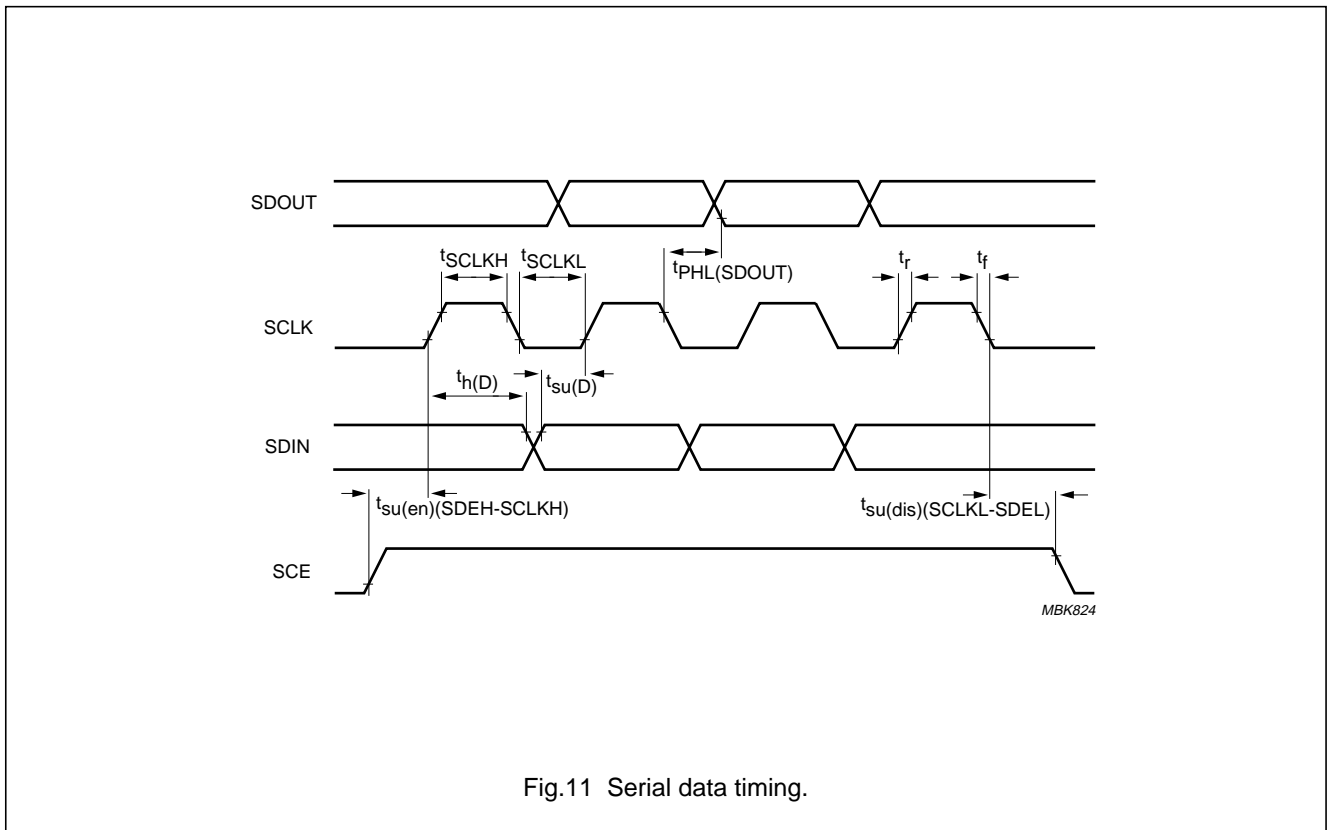 SDOUT
tSCLKH
tSCLKL
tPHL(SDOUT)
tr
tf
SCLK
th(D)
tsu(D)
SDIN
tsu(en)(SDEH-SCLKH)
tsu(dis)(SCLKL-SDEL)
SCE
MBK824
Fig.11 Serial data timing.